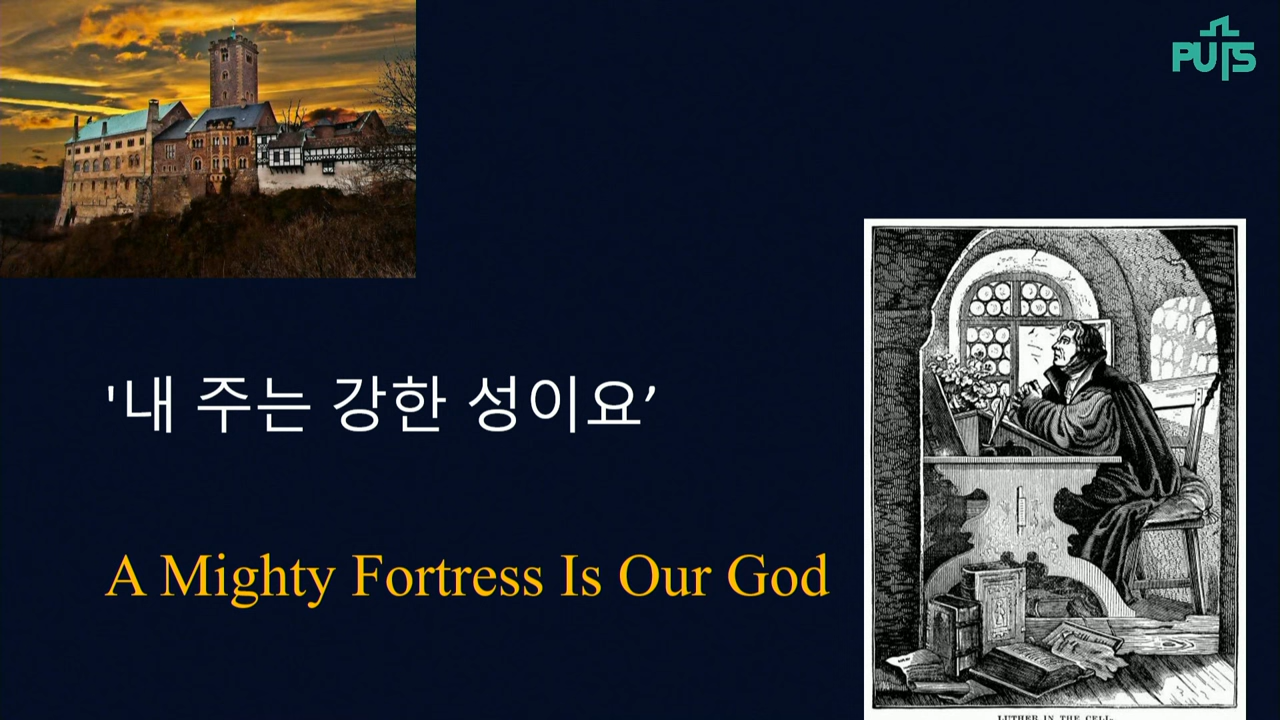 PUTS
'내 주는 강한 성이요’
A Mighty Fortress Is Our God
LUTHER IN THE CELL.